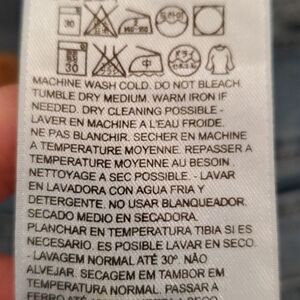 30
MACHINE WASH COLD. DO NOT BLEACH.
TUMBLE DRY MEDIUM. WARM IRON IF
NEEDED. DRY CLEANING POSSIBLE -
LAVER EN MACHINE A L'EAU FROIDE.
NE PAS BLANCHIR. SECHER EN MACHINE
A TEMPERATURE MOYENNE. REPASSER A
TEMPERATURE MOYENNE AU BESOIN.
NETTOYAGE A SEC POSSIBLE. - LAVAR
EN LAVADORA CON AGUA FRIA Y
DETERGENTE. NO USAR BLANQUEADOR.
SECADO MEDIO EN SECADORA.
PLANCHAR EN TEMPERATURA TIBIA SI ES
NECESARIO. ES POSIBLE LAVAR EN SECO.
- LAVAGEM NORMAL ATÉ 30º. NÃO
ALVEJAR. SECAGEM EM TAMBOR EM
TEMPERATURA NORMAL. PASSAR A
FERRO ATÉ